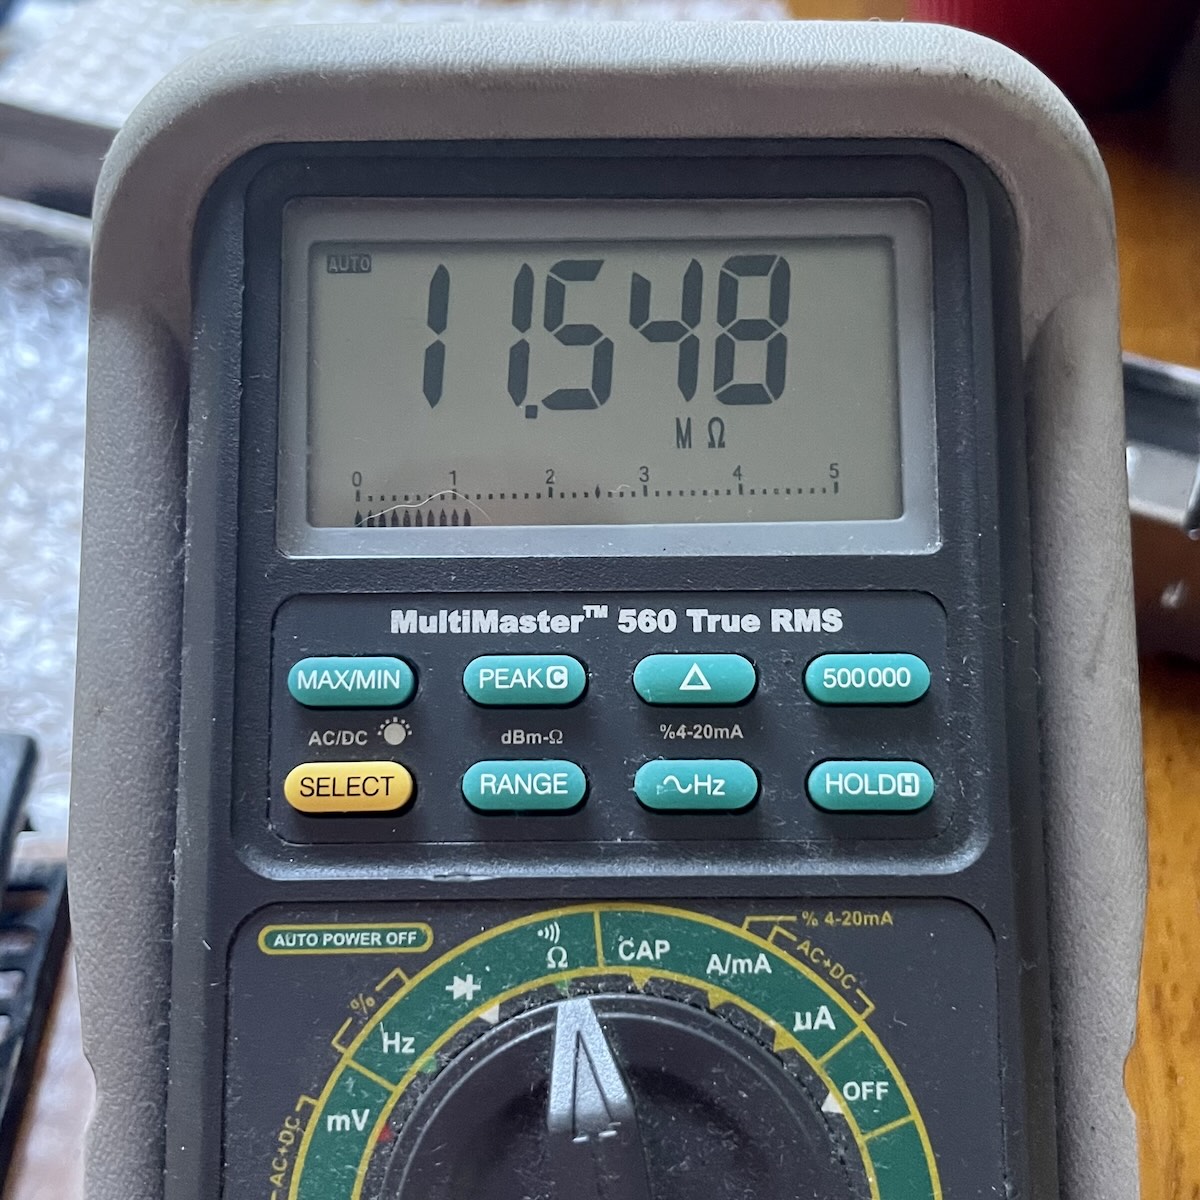 AUTO
11.548
M Ω
0 1 2 3 4 5
MultiMaster™ 560 True RMS
MAX/MIN PEAK C △ 500000
AC/DC dBm-Ω %4-20mA
SELECT RANGE ~Hz HOLD H
AUTO POWER OFF
Ω CAP A/mA % 4-20mA
AC+DC
% Hz µA
mV OFF
AC+DC